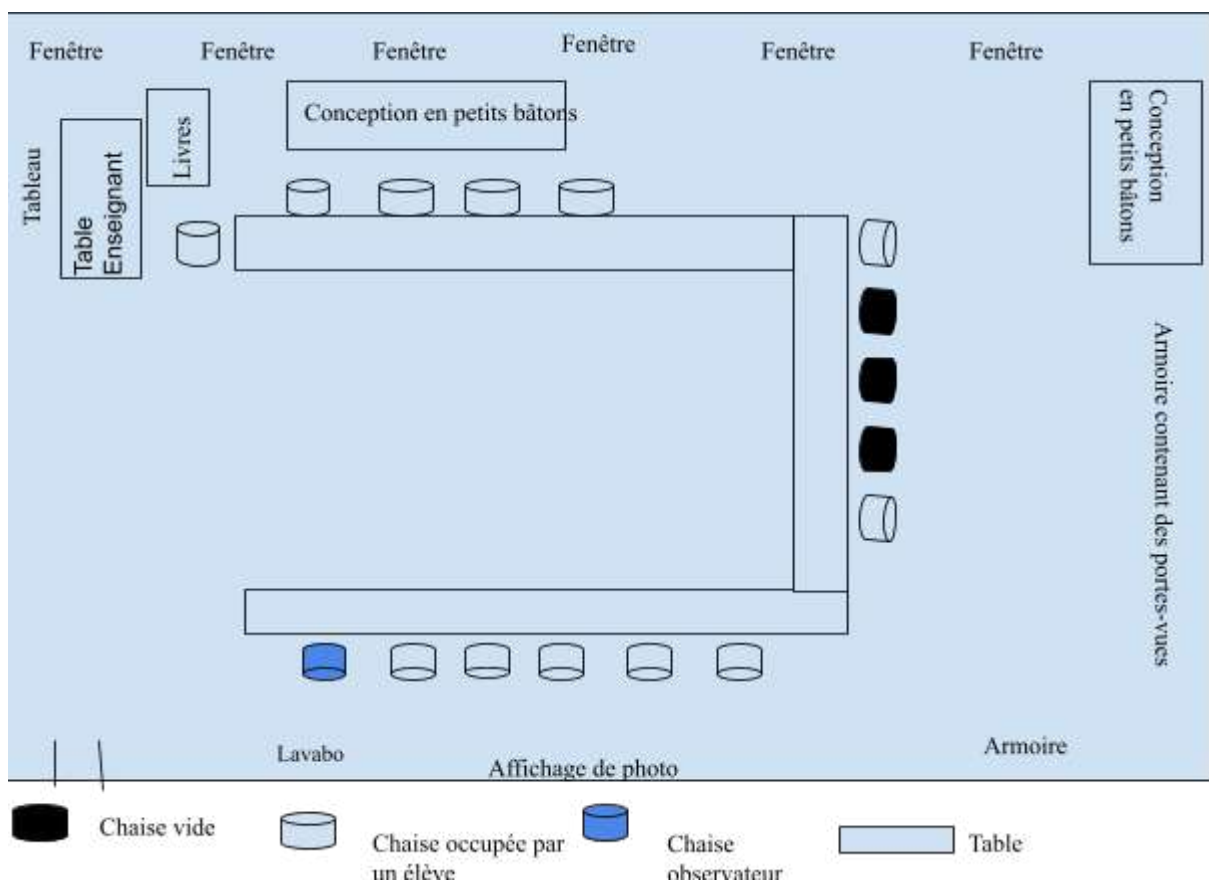 Fenêtre
Fenêtre
Fenêtre
Fenêtre
Fenêtre
Fenêtre
Tableau
Table
Enseignant
Livres
Conception en petits bâtons
Conception
en petits bâtons
Armoire contenant des portes-vues
Lavabo
Affichage de photo
Armoire
Chaise vide
Chaise occupée par
un élève
Chaise
observateur
Table